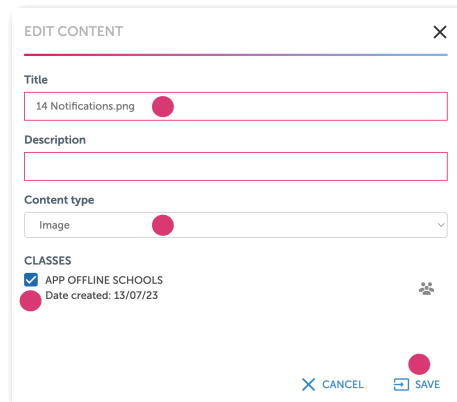 EDIT CONTENT
Title
14 Notifications.png
Description
Content type
Image
CLASSES
APP OFFLINE SCHOOLS
Date created: 13/07/23
CANCEL
SAVE